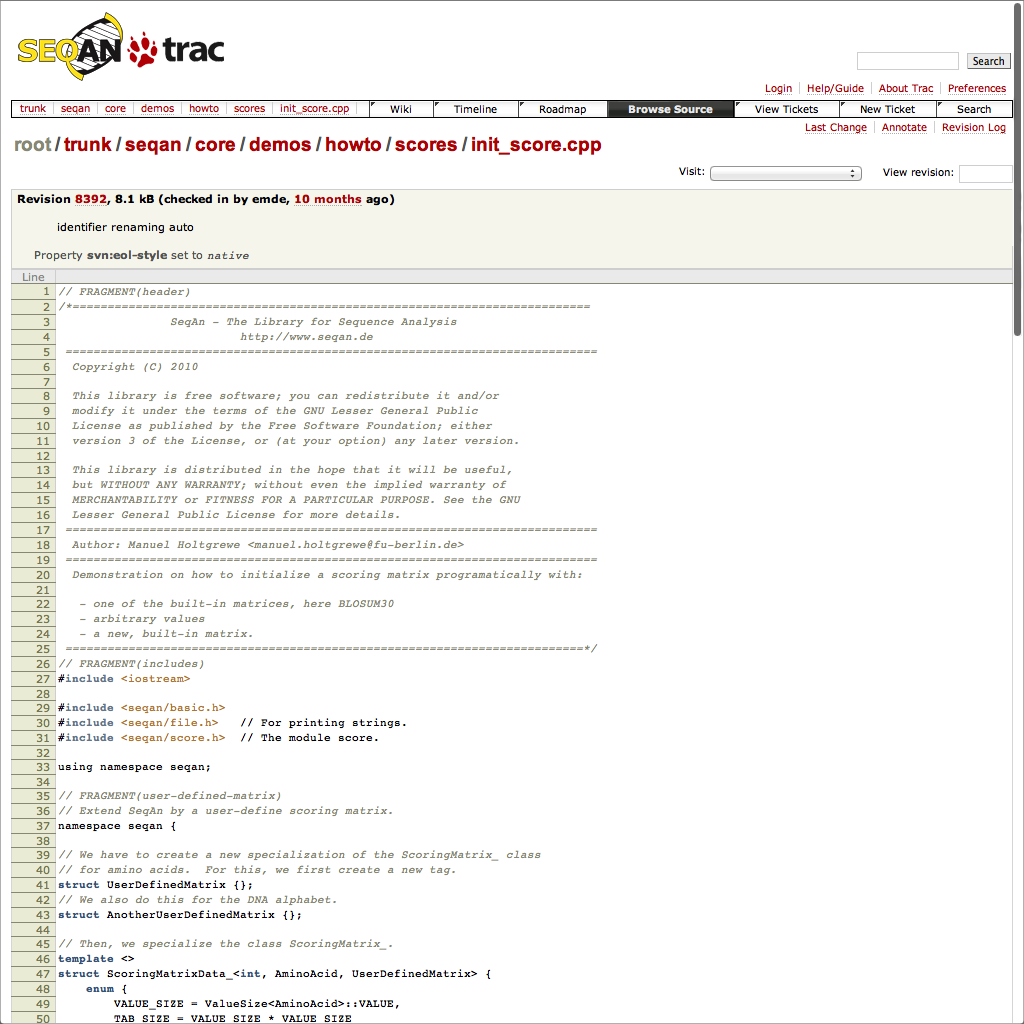 SEQAN trac
Search
Login Help/Guide About Trac Preferences
trunk seqan core demos howto scores init_score.cpp Wiki Timeline Roadmap Browse Source View Tickets New Ticket Search
Last Change Annotate Revision Log
root / trunk / seqan / core / demos / howto / scores / init_score.cpp
Visit: View revision:
Revision 8392, 8.1 kB (checked in by emde, 10 months ago)
identifier renaming auto
Property svn:eol-style set to native
Line
1 // FRAGMENT(header)
2 /*==========================================================================
3                 SeqAn - The Library for Sequence Analysis
4                           http://www.seqan.de
5  ============================================================================
6   Copyright (C) 2010
7
8   This library is free software; you can redistribute it and/or
9   modify it under the terms of the GNU Lesser General Public
10   License as published by the Free Software Foundation; either
11   version 3 of the License, or (at your option) any later version.
12
13   This library is distributed in the hope that it will be useful,
14   but WITHOUT ANY WARRANTY; without even the implied warranty of
15   MERCHANTABILITY or FITNESS FOR A PARTICULAR PURPOSE. See the GNU
16   Lesser General Public License for more details.
17  ============================================================================
18   Author: Manuel Holtgrewe <manuel.holtgrewe@fu-berlin.de>
19  ============================================================================
20   Demonstration on how to initialize a scoring matrix programatically with:
21
22    - one of the built-in matrices, here BLOSUM30
23    - arbitrary values
24    - a new, built-in matrix.
25  ==========================================================================*/
26 // FRAGMENT(includes)
27 #include <iostream>
28
29 #include <seqan/basic.h>
30 #include <seqan/file.h>   // For printing strings.
31 #include <seqan/score.h>  // The module score.
32
33 using namespace seqan;
34
35 // FRAGMENT(user-defined-matrix)
36 // Extend SeqAn by a user-define scoring matrix.
37 namespace seqan {
38
39 // We have to create a new specialization of the ScoringMatrix_ class
40 // for amino acids.  For this, we first create a new tag.
41 struct UserDefinedMatrix {};
42 // We also do this for the DNA alphabet.
43 struct AnotherUserDefinedMatrix {};
44
45 // Then, we specialize the class ScoringMatrix_.
46 template <>
47 struct ScoringMatrixData_<int, AminoAcid, UserDefinedMatrix> {
48     enum {
49         VALUE_SIZE = ValueSize<AminoAcid>::VALUE,
50         TAB_SIZE = VALUE_SIZE * VALUE_SIZE